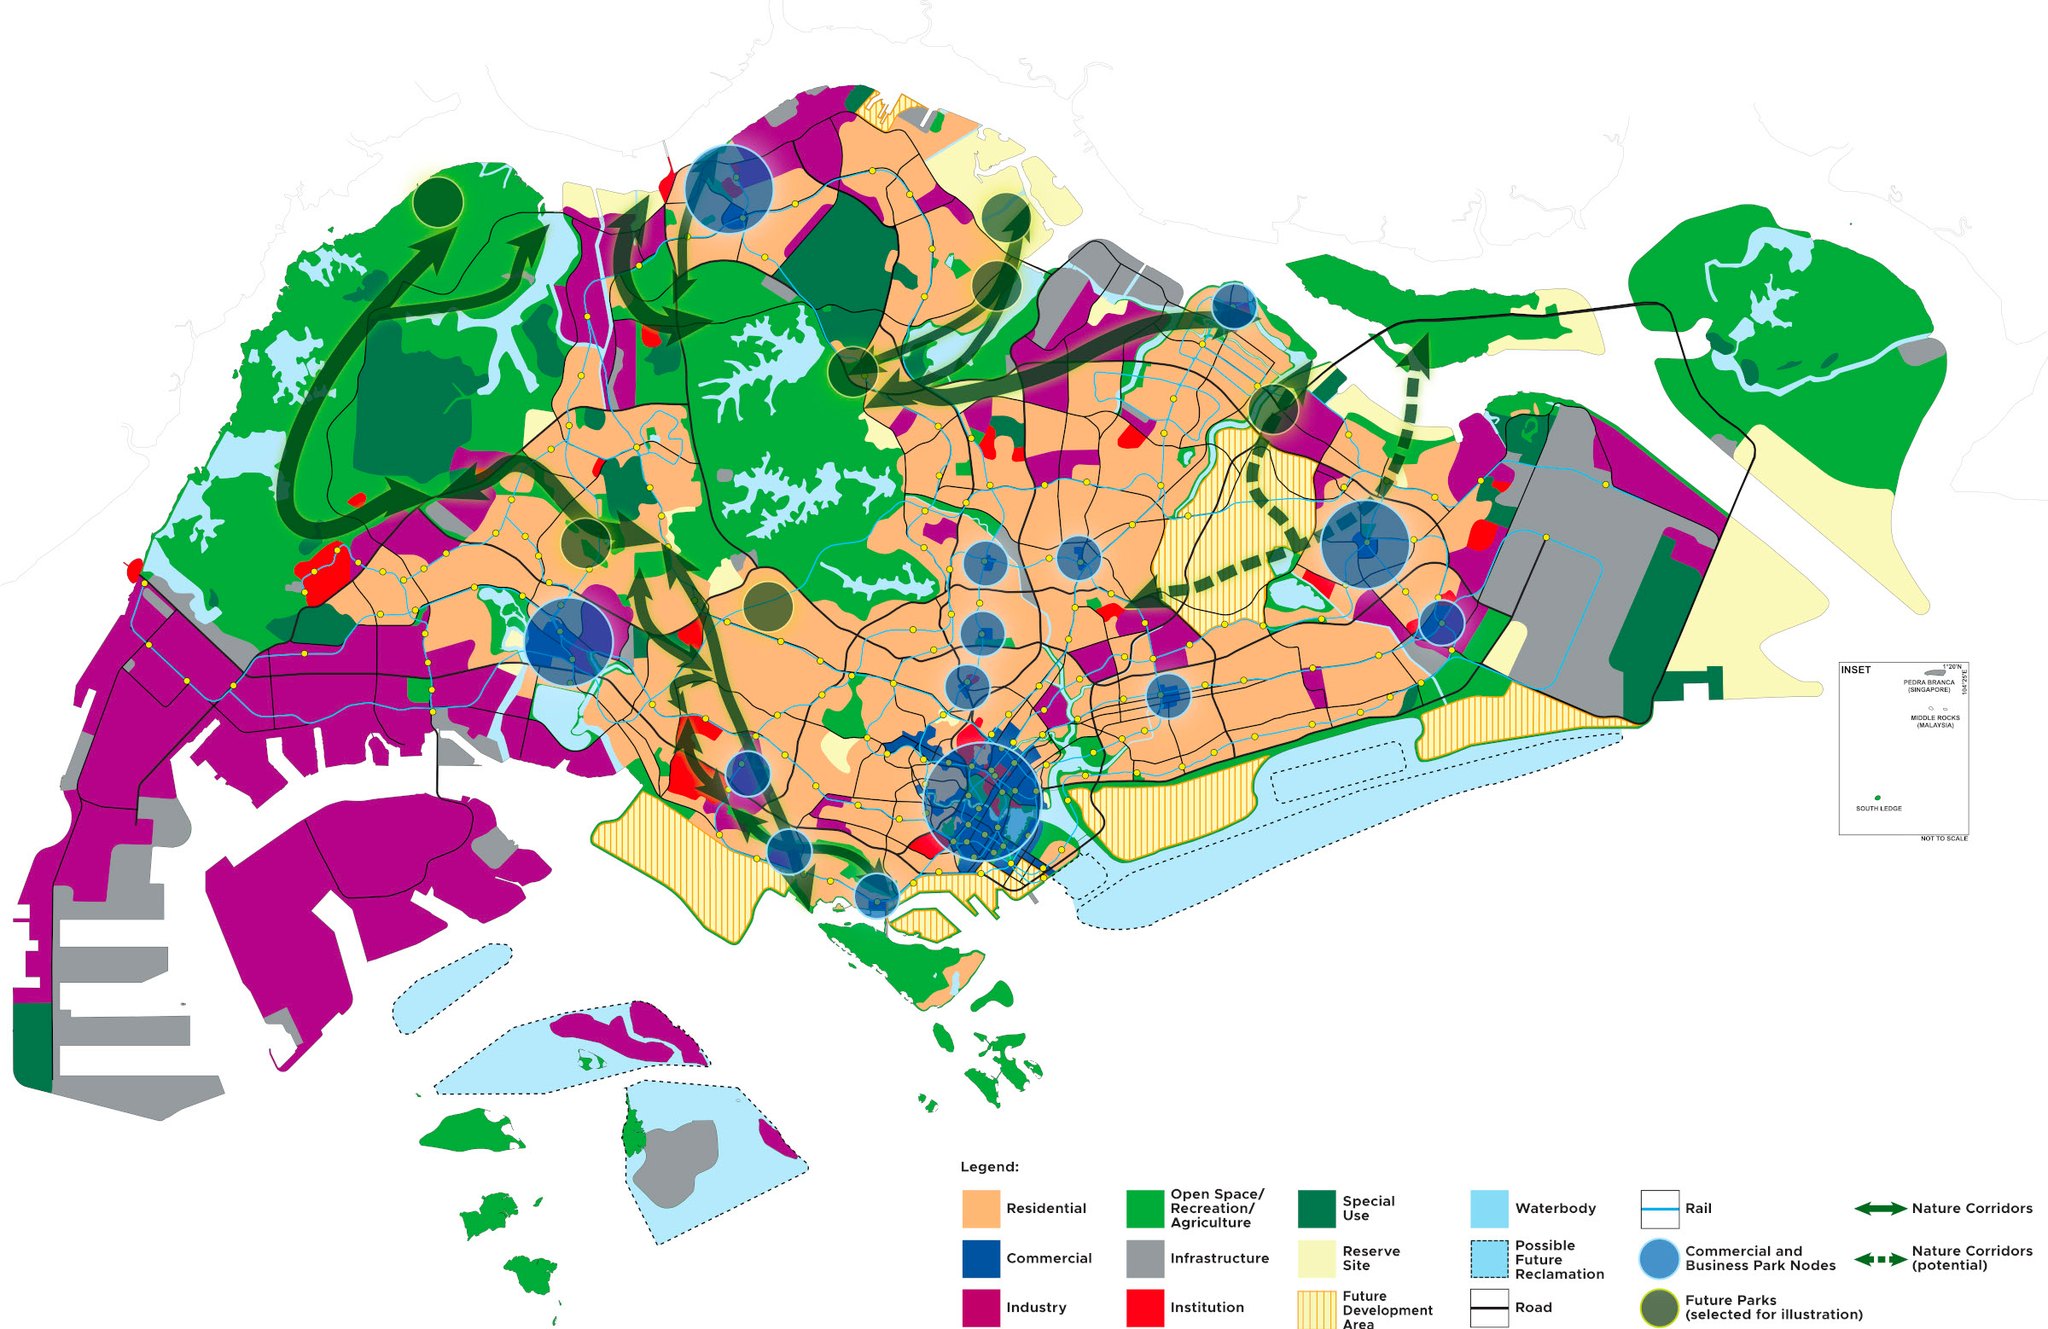 INSET
1°20'N
104°25'E
PEDRA BRANCA
(SINGAPORE)
MIDDLE ROCKS
(MALAYSIA)
SOUTH LEDGE
NOT TO SCALE
Legend:
Residential
Commercial
Industry
Open Space/
Recreation/
Agriculture
Infrastructure
Institution
Special
Use
Reserve
Site
Future
Development
Area
Waterbody
Possible
Future
Reclamation
Road
Rail
Commercial and
Business Park Nodes
Future Parks
(selected for illustration)
Nature Corridors
Nature Corridors
(potential)